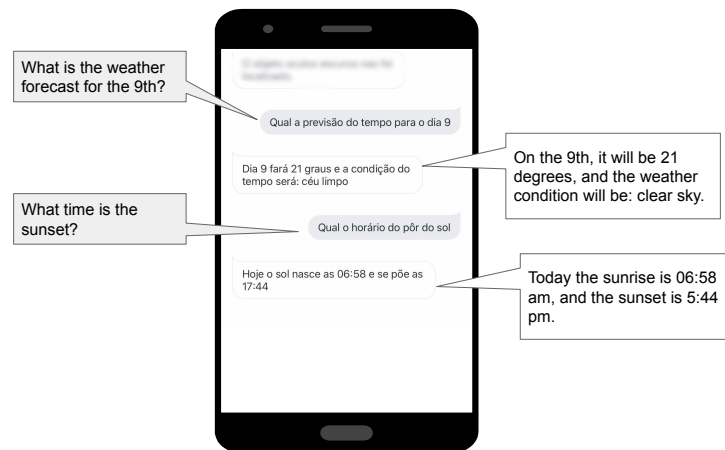 What is the weather
forecast for the 9th?
Qual a previsão do tempo para o dia 9
Dia 9 fará 21 graus e a condição do
tempo será: céu limpo
On the 9th, it will be 21
degrees, and the weather
condition will be: clear sky.
What time is the
sunset?
Qual o horário do pôr do sol
Hoje o sol nasce as 06:58 e se põe as
17:44
Today the sunrise is 06:58
am, and the sunset is 5:44
pm.